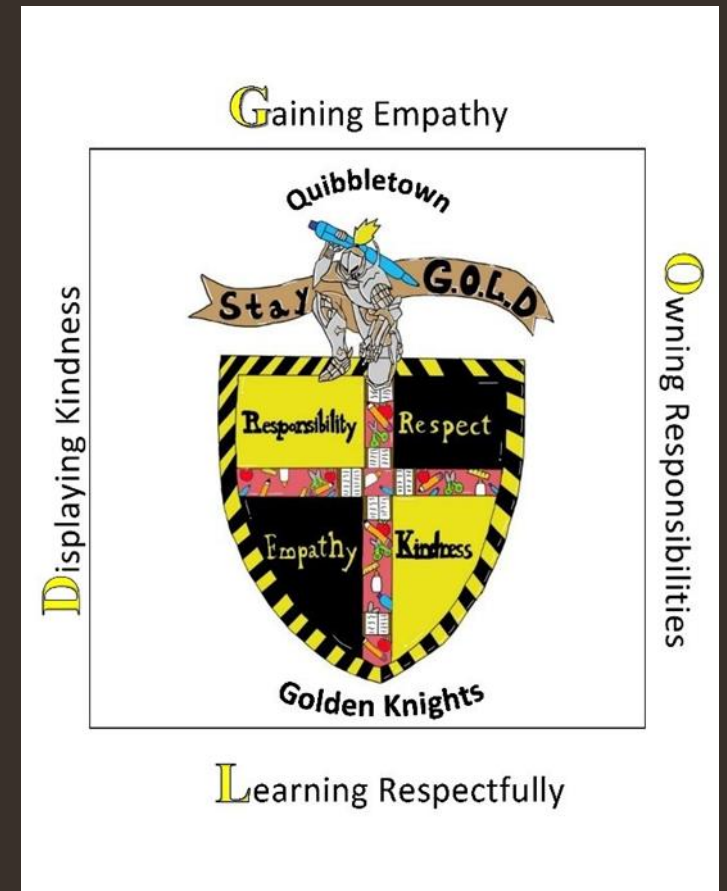 Gaining Empathy
Quibbletown
Stay G.O.L.D
Responsibility
Respect
Empathy
Kindness
Golden Knights
Owning Responsibilities
Learning Respectfully
Displaying Kindness